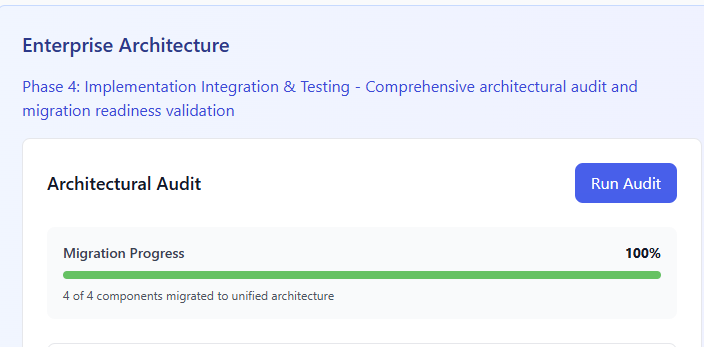 Enterprise Architecture
Phase 4: Implementation Integration & Testing - Comprehensive architectural audit and
migration readiness validation
Architectural Audit
Run Audit
Migration Progress
100%
4 of 4 components migrated to unified architecture